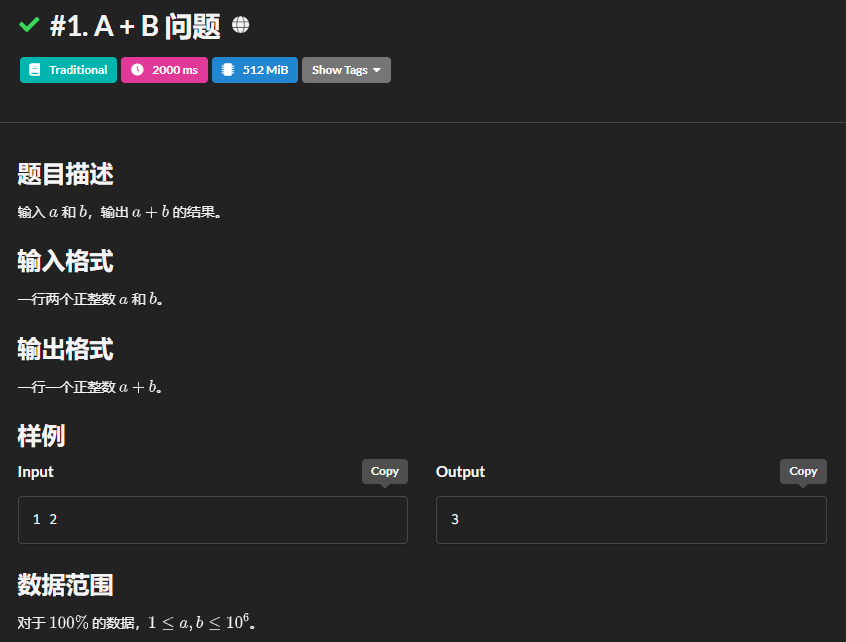 #1. A + B 问题
Traditional 2000 ms 512 MiB Show Tags
题目描述
输入 a 和 b，输出 a + b 的结果。
输入格式
一行两个正整数 a 和 b。
输出格式
一行一个正整数 a + b。
样例
Input Copy Output Copy
1 2 3
数据范围
对于 100% 的数据，1 ≤ a, b ≤ 10^6。